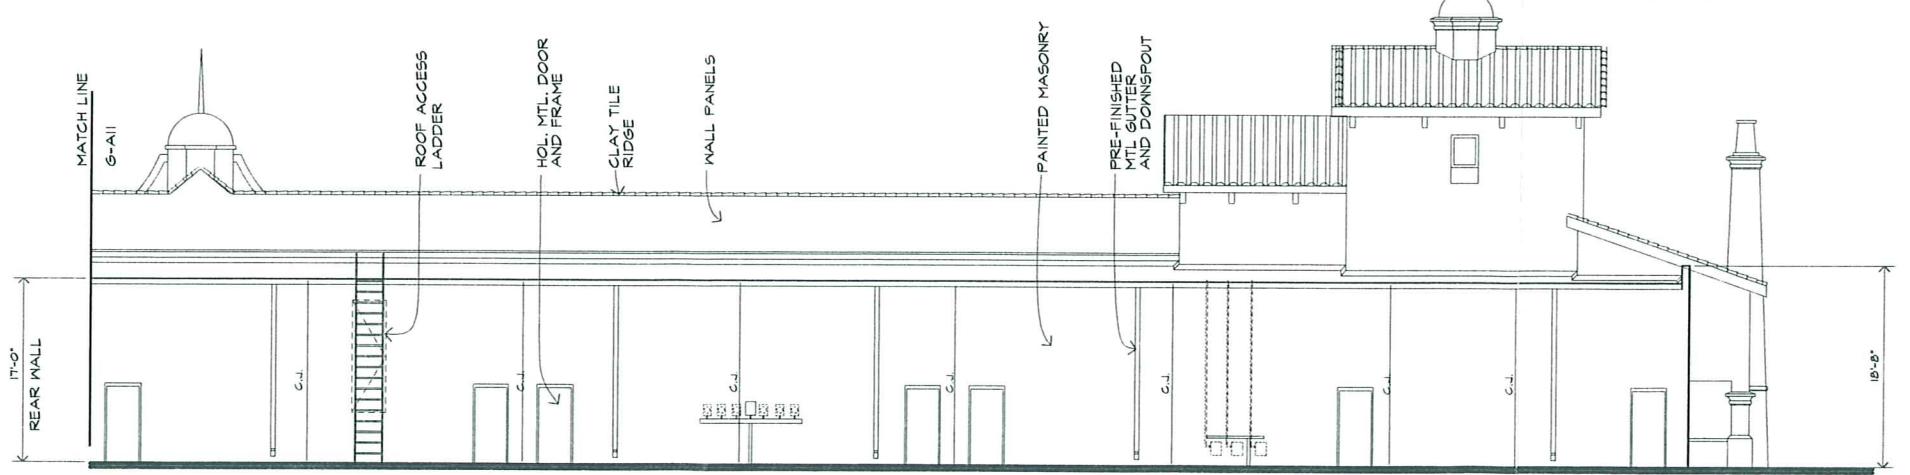 MATCH LINE
G-A11
ROOF ACCESS
LADDER
HOL. MTL. DOOR
AND FRAME
CLAY TILE
RIDGE
WALL PANELS
PAINTED MASONRY
PRE-FINISHED
MTL GUTTER
AND DOWNSPOUT
17'-0"
REAR WALL
C.J.
C.J.
C.J.
C.J.
C.J.
C.J.
C.J.
18'-8"